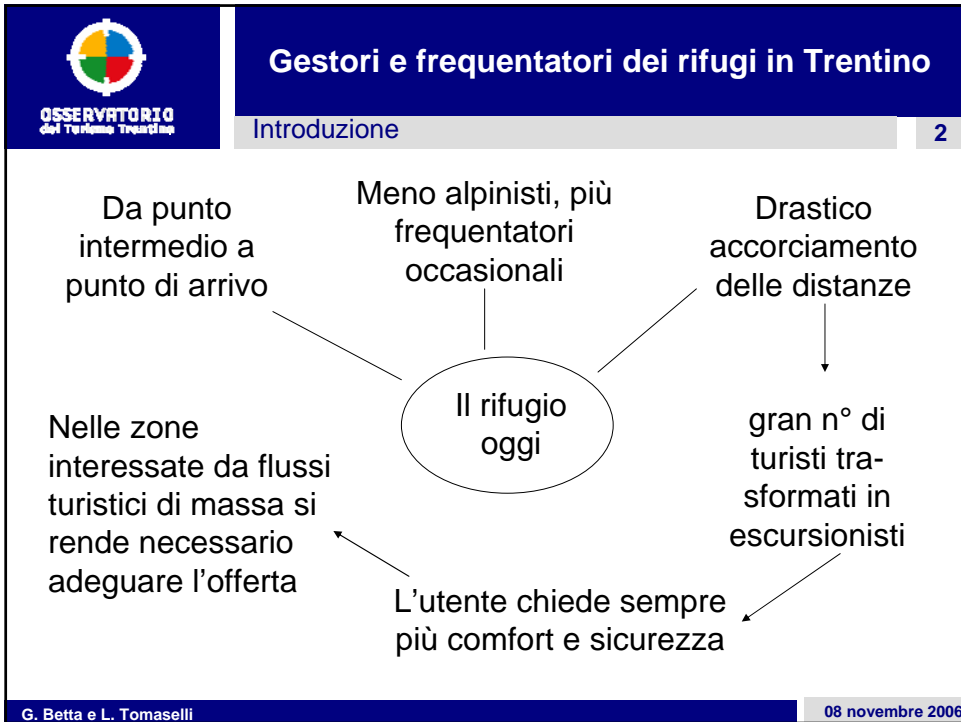 OSSERVATORIO
del Turismo Trentino
Gestori e frequentatori dei rifugi in Trentino
Introduzione
2
Da punto
intermedio a
punto di arrivo
Meno alpinisti, più
frequentatori
occasionali
Drastico
accorciamento
delle distanze
Il rifugio
oggi
gran n° di
turisti tra-
sformati in
escursionisti
Nelle zone
interessate da flussi
turistici di massa si
rende necessario
adeguare l'offerta
L'utente chiede sempre
più comfort e sicurezza
G. Betta e L. Tomaselli
08 novembre 2006